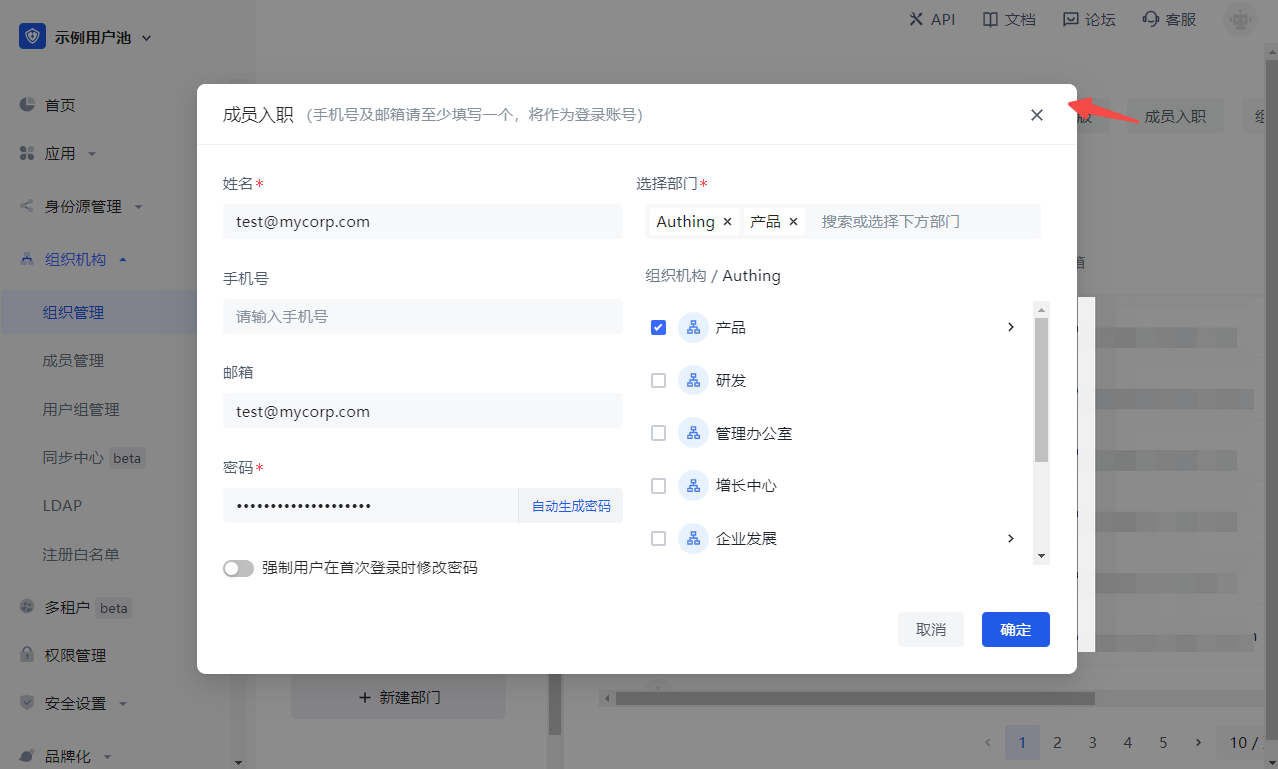 示例用户池
API 文档 论坛 客服
首页
应用
身份源管理
组织机构
组织管理
成员管理
用户组管理
同步中心 beta
LDAP
注册白名单
多租户 beta
权限管理
安全设置
品牌化
成员入职
成员入职 (手机号及邮箱请至少填写一个，将作为登录账号)
姓名*
test@mycorp.com
手机号
请输入手机号
邮箱
test@mycorp.com
密码*
••••••••••••••••••• 自动生成密码
强制用户在首次登录时修改密码
选择部门*
Authing × 产品 × 搜索或选择下方部门
组织机构 / Authing
产品
研发
管理办公室
增长中心
企业发展
取消 确定
+ 新建部门
1 2 3 4 5 10 /